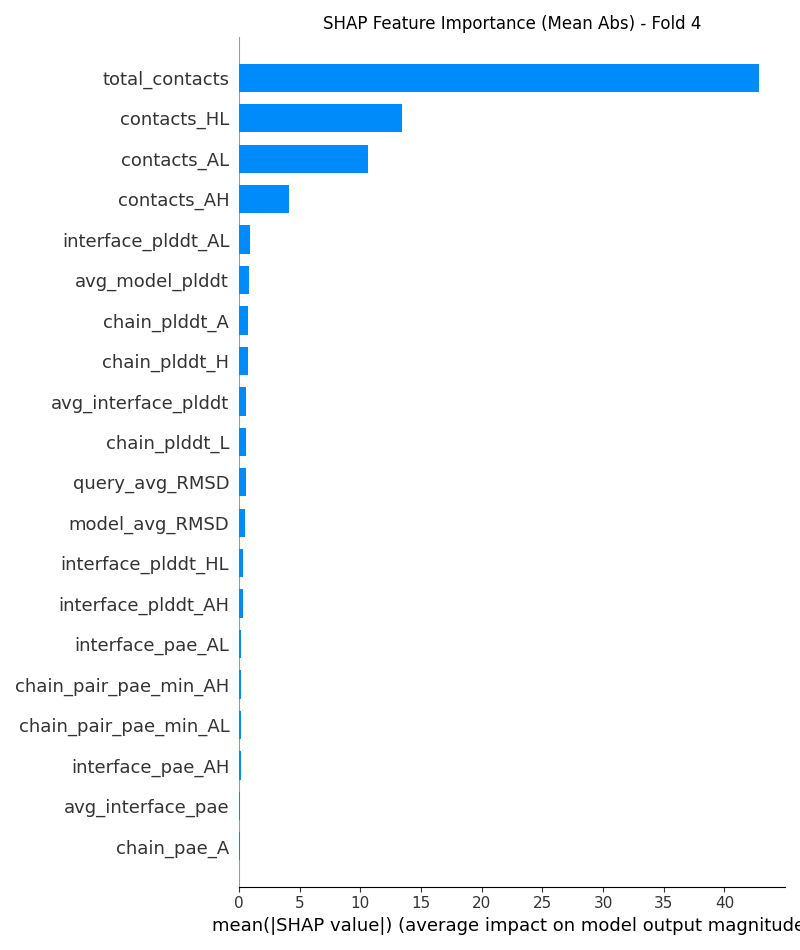 SHAP Feature Importance (Mean Abs) - Fold 4
total_contacts
contacts_HL
contacts_AL
contacts_AH
interface_plddt_AL
avg_model_plddt
chain_plddt_A
chain_plddt_H
avg_interface_plddt
chain_plddt_L
query_avg_RMSD
model_avg_RMSD
interface_plddt_HL
interface_plddt_AH
interface_pae_AL
chain_pair_pae_min_AH
chain_pair_pae_min_AL
interface_pae_AH
avg_interface_pae
chain_pae_A
0 5 10 15 20 25 30 35 40
mean(|SHAP value|) (average impact on model output magnitude